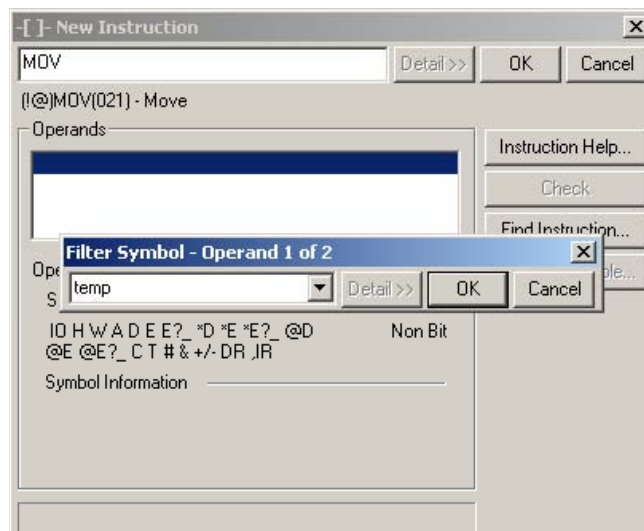 -[ ]- New Instruction
MOV
Detail >>
OK
Cancel
(!@)MOV(021) - Move
Operands
Instruction Help...
Check
Find Instruction...
Filter Symbol - Operand 1 of 2
temp
Detail >>
OK
Cancel
IO H W A D E E?_ *D *E *E?_ @D
@E @E?_ C T # & +/- DR ,IR
Non Bit
Symbol Information